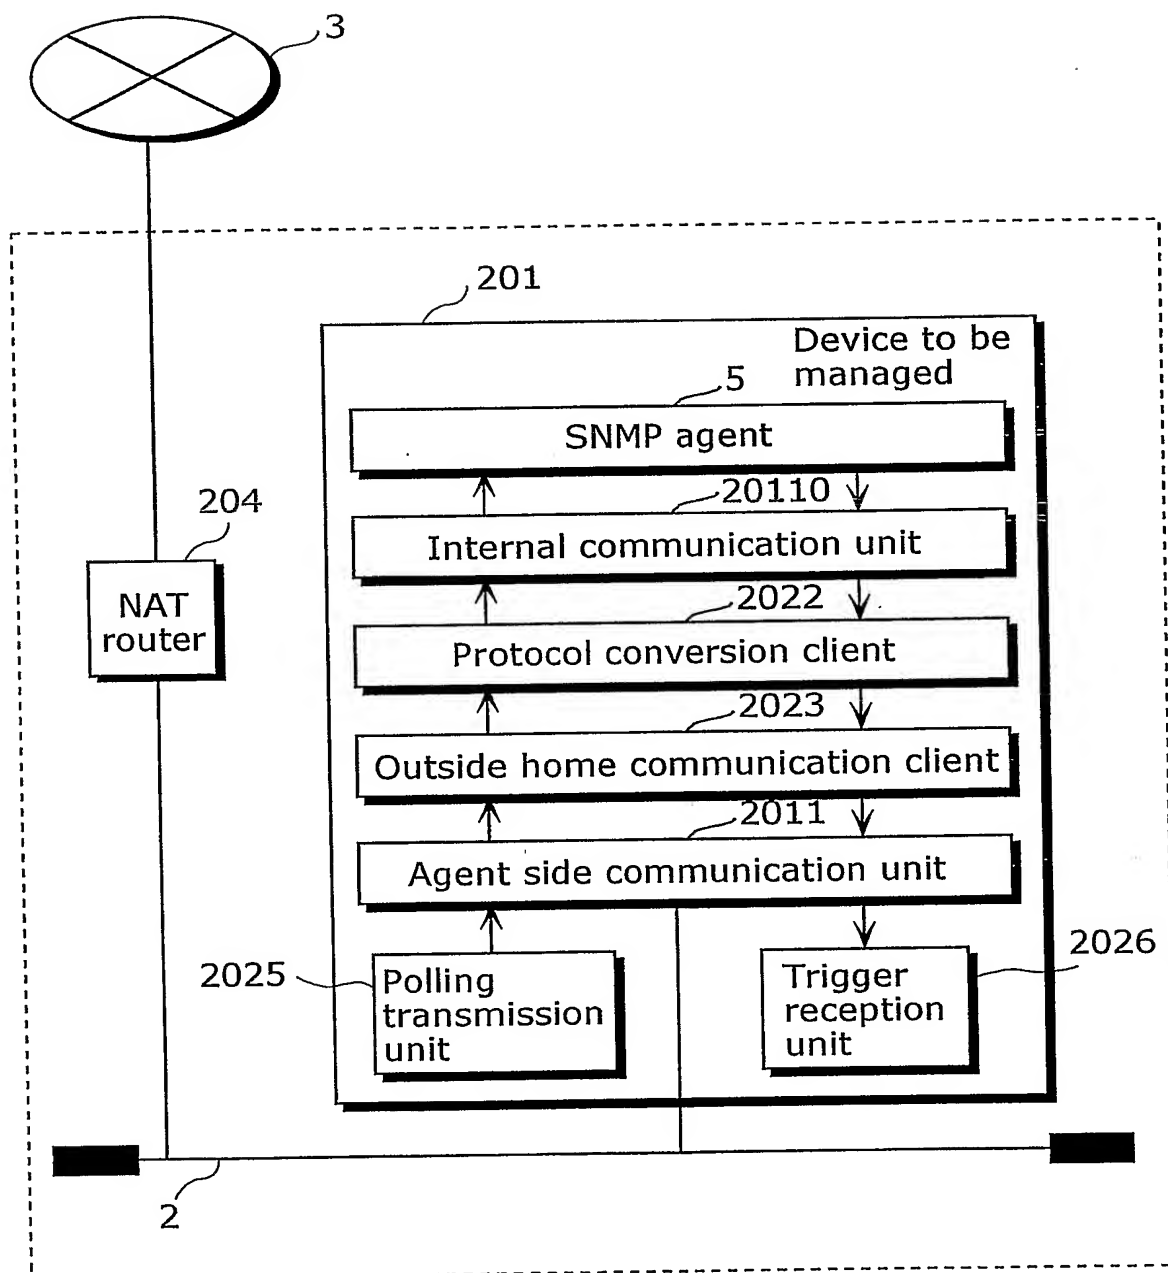 3
201
Device to be
managed
5
SNMP agent
204
20110
Internal communication unit
NAT
router
2022
Protocol conversion client
2023
Outside home communication client
2011
Agent side communication unit
2025
Polling
transmission
unit
Trigger
reception
unit
2026
2